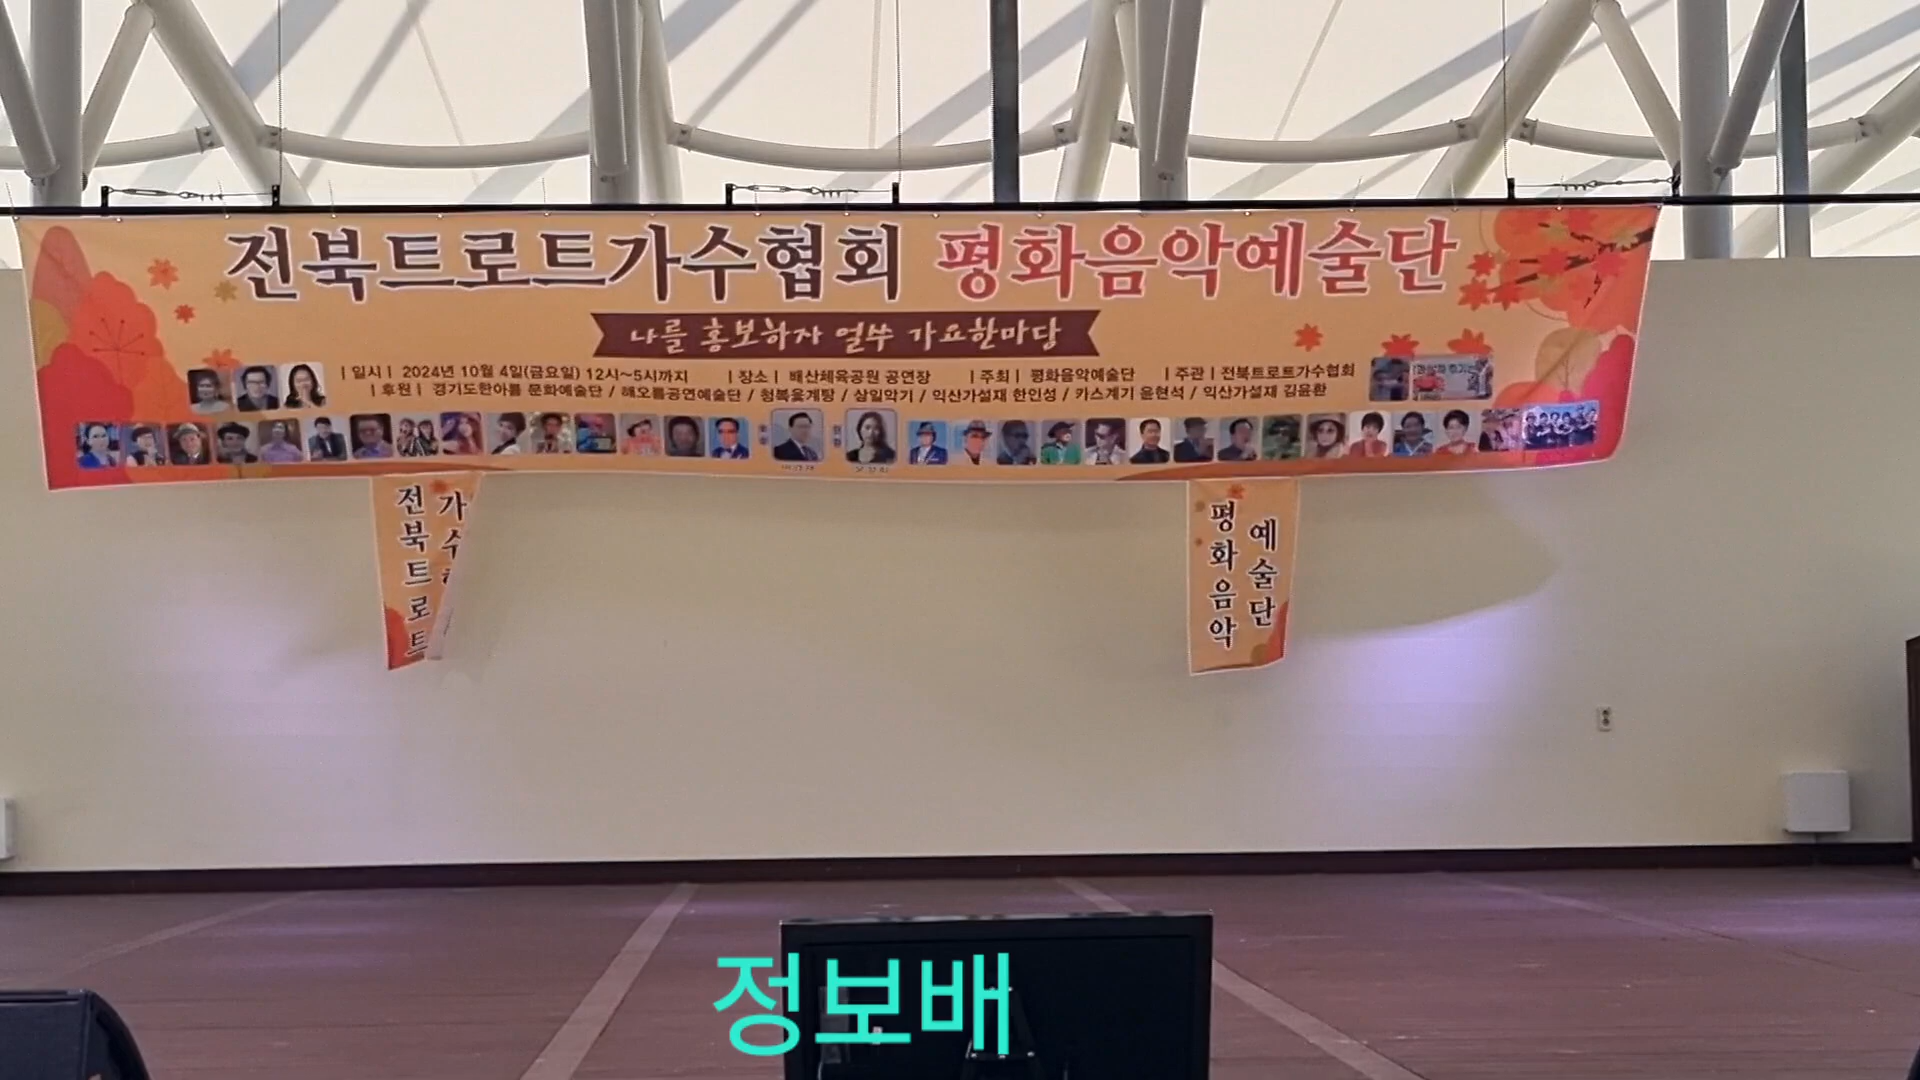 전북트로트가수협회 평화음악예술단
나를 홍보하자 얼쑤 가요한마당
| 일시 | 2024년 10월 4일(금요일) 12시~5시까지 | 장소 | 배산체육공원 공연장 | 주최 | 평화음악예술단 | 주관 | 전북트로트가수협회
| 후원 | 경기도한아름 문화예술단 / 해오름공연예술단 / 청북옻계탕 / 삼일악기 / 익산가설재 한인성 / 카스계기 윤현석 / 익산가설재 김윤환
전북트로트
가수
평화음악
예술단
정보배